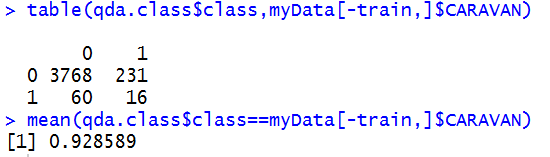 > table(qda.class$class,myData[-train,]$CARAVAN)
0 1
0 3768 231
1 60 16
> mean(qda.class$class==myData[-train,]$CARAVAN)
[1] 0.928589